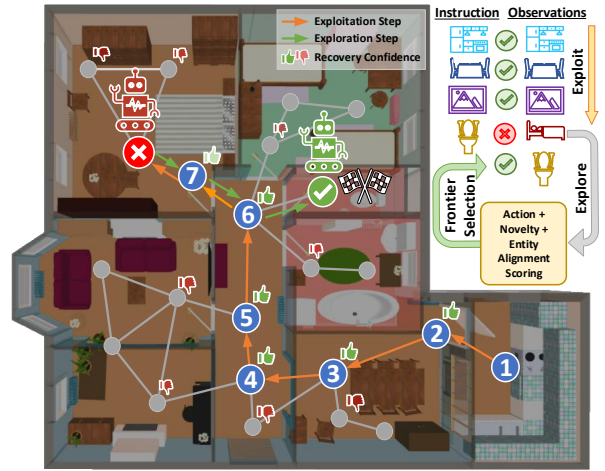 Exploitation Step
Exploration Step
Recovery Confidence
Instruction Observations
Exploit
Explore
Frontier
Selection
Action +
Novelty +
Entity
Alignment
Scoring
7
6
5
4
3
2
1